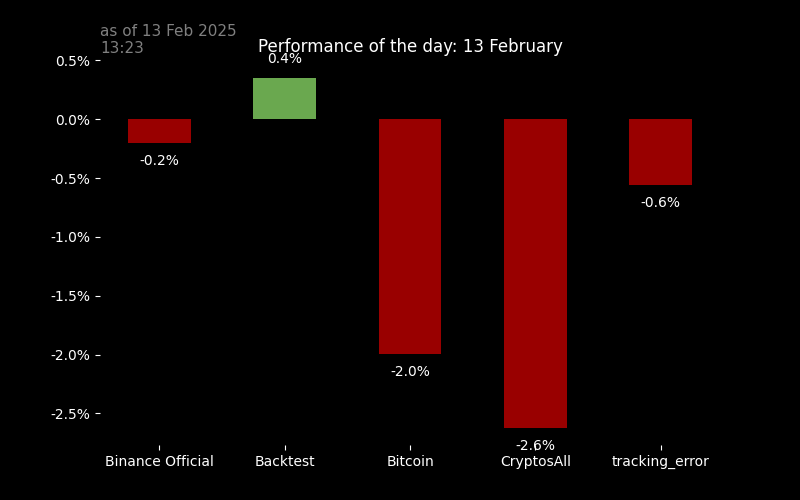 as of 13 Feb 2025
13:23
Performance of the day: 13 February
0.5%
0.0%
-0.5%
-1.0%
-1.5%
-2.0%
-2.5%
-0.2%
0.4%
-2.0%
-2.6%
-0.6%
Binance Official
Backtest
Bitcoin
CryptosAll
tracking_error